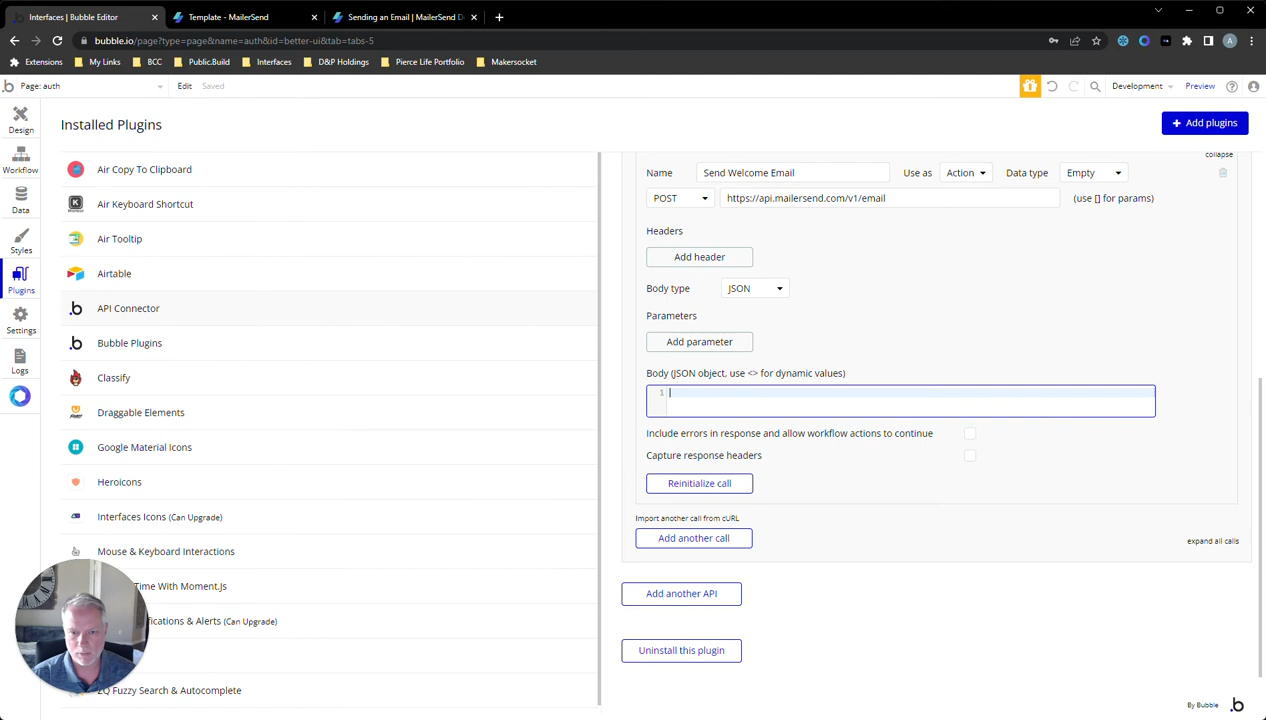 Interfaces | Bubble Editor
Template - MailerSend
Sending an Email | MailerSend D
bubble.io/page?type=page&name=auth&id=better-ui&tab=tabs-5
A
Extensions
My Links
BCC
Public.Build
Interfaces
D&P Holdings
Pierce Life Portfolio
Makersocket
Page: auth
Edit
Saved
Development
Preview
Design
Workflow
Data
Styles
Plugins
Settings
Logs
Installed Plugins
Add plugins
Air Copy To Clipboard
Air Keyboard Shortcut
Air Tooltip
Airtable
API Connector
Bubble Plugins
Classify
Draggable Elements
Google Material Icons
Heroicons
Interfaces Icons (Can Upgrade)
Mouse & Keyboard Interactions
Time With Moment.Js
ifications & Alerts (Can Upgrade)
ZQ Fuzzy Search & Autocomplete
collapse
Name
Send Welcome Email
Use as
Action
Data type
Empty
POST
https://api.mailersend.com/v1/email
(use [] for params)
Headers
Add header
Body type
JSON
Parameters
Add parameter
Body (JSON object, use <> for dynamic values)
1
Include errors in response and allow workflow actions to continue
Capture response headers
Reinitialize call
Import another call from cURL
Add another call
expand all calls
Add another API
Uninstall this plugin
By Bubble